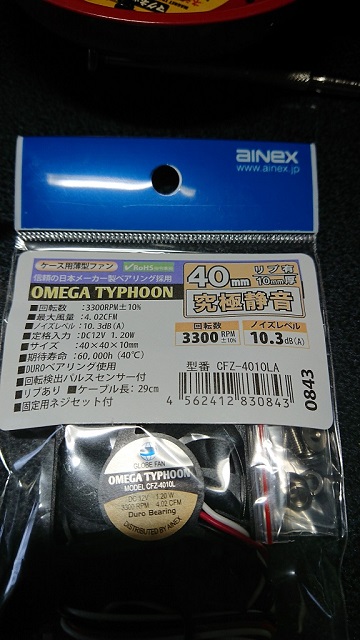 AINEX
www.ainex.jp
ケース用薄型ファン
RoHS
信頼の日本メーカー製ベアリング採用
OMEGA TYPHOON
40mm
リブ有
10mm厚
究極静音
■回転数 :3300RPM±10%
■最大風量 :4.02CFM
■ノイズレベル :10.3dB(A)
■定格入力 :DC12V 1.20W
■サイズ :40×40×10mm
■期待寿命 :60,000h (40℃)
■DUROベアリング使用
■回転検出パルスセンサー付
■リブあり ■ケーブル長:29cm
■固定用ネジセット付
回転数
3300 RPM ±10%
ノイズレベル
10.3dB(A)
型番 CFZ-4010LA
4 562412 830843
0843
GLOBE FAN
OMEGA TYPHOON
MODEL CFZ-4010L
DC 12V 1.20 W
3300 RPM 4.02 CFM
Duro Bearing
DISTRIBUTED BY AINEX